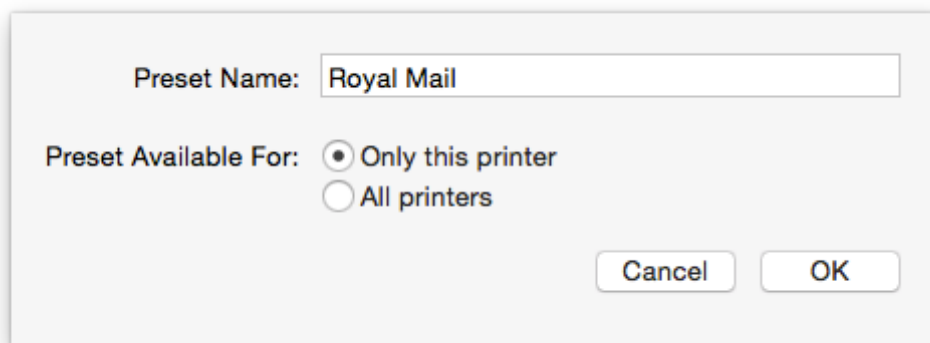 Preset Name: Royal Mail
Preset Available For: Only this printer
All printers
Cancel OK